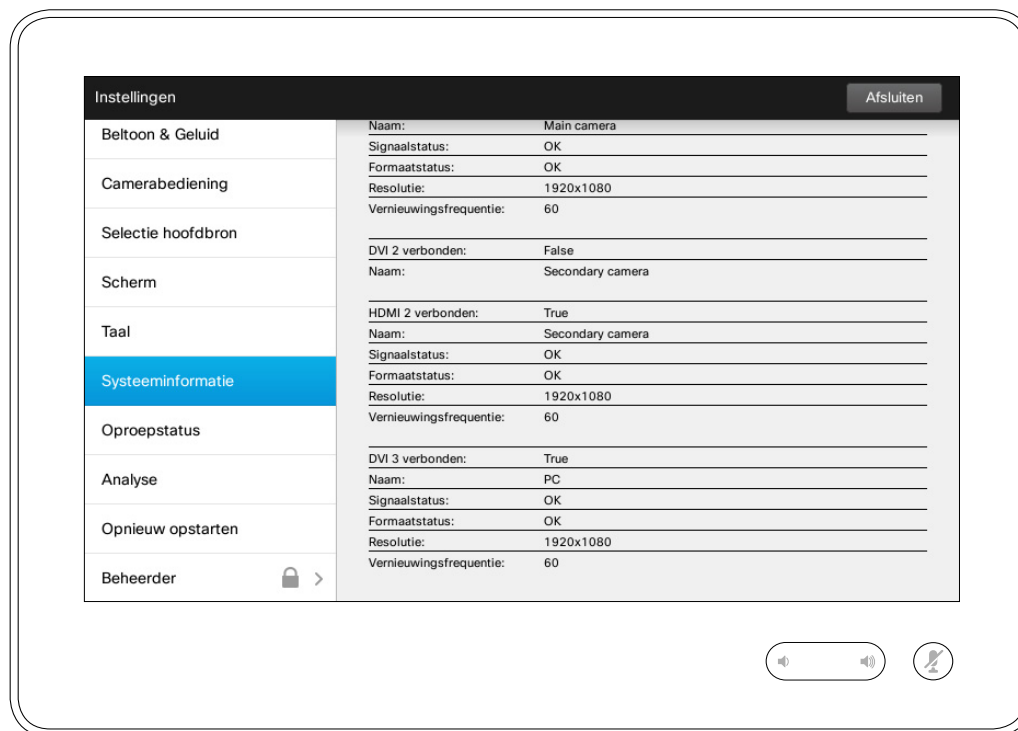 Instellingen
Afsluiten
Beltoon & Geluid
Camerabediening
Selectie hoofdbron
Scherm
Taal
Systeeminformatie
Oproepstatus
Analyse
Opnieuw opstarten
Beheerder
Naam: Main camera
Signaalstatus: OK
Formaatstatus: OK
Resolutie: 1920x1080
Vernieuwingsfrequentie: 60
DVI 2 verbonden: False
Naam: Secondary camera
HDMI 2 verbonden: True
Naam: Secondary camera
Signaalstatus: OK
Formaatstatus: OK
Resolutie: 1920x1080
Vernieuwingsfrequentie: 60
DVI 3 verbonden: True
Naam: PC
Signaalstatus: OK
Formaatstatus: OK
Resolutie: 1920x1080
Vernieuwingsfrequentie: 60